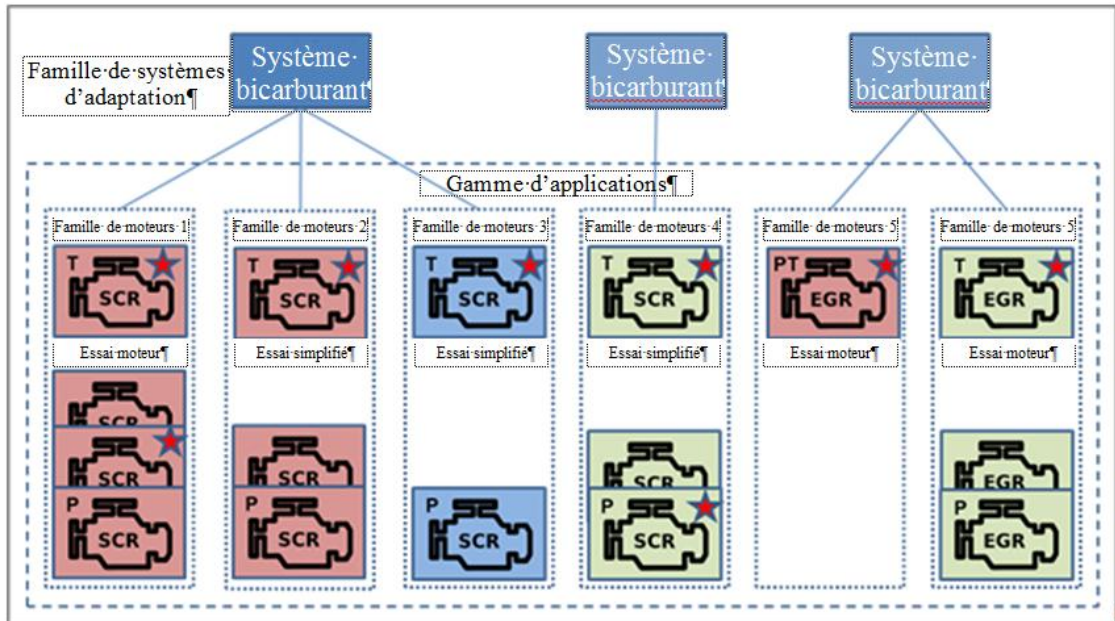 Famille·de·systèmes·
d'adaptation¶
Système·
bicarburant¶
Système·
bicarburant¶
Système·
bicarburant¶
Gamme·d'applications¶
Famille·de·moteurs·1
Famille·de·moteurs·2
Famille·de·moteurs·3
Famille·de·moteurs·4
Famille·de·moteurs·5
Famille·de·moteurs·5
T
SCR
T
SCR
T
SCR
T
SCR
PT
EGR
T
EGR
Essai·moteur¶
Essai·simplifié¶
Essai·simplifié¶
Essai·simplifié¶
Essai·moteur¶
Essai·moteur¶
SCR
SCR
SCR
SCR
EGR
P
SCR
P
SCR
P
SCR
P
SCR
P
EGR